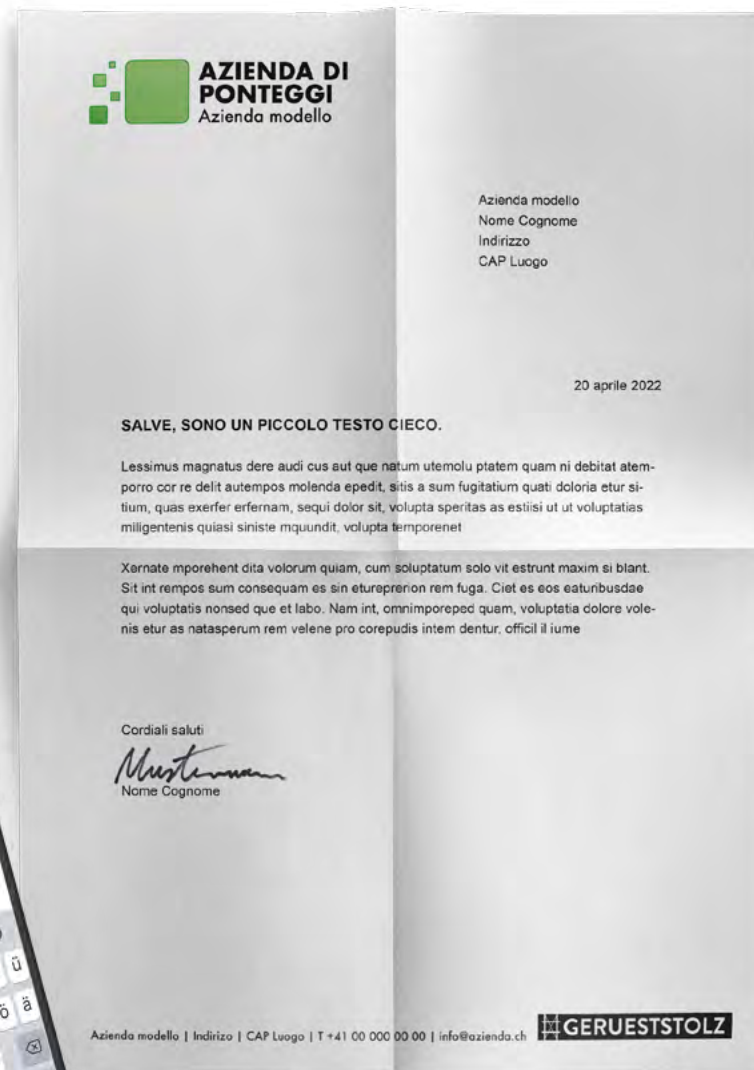 AZIENDA DI
PONTEGGI
Azienda modello
Azienda modello
Nome Cognome
Indirizzo
CAP Luogo
20 aprile 2022
SALVE, SONO UN PICCOLO TESTO CIECO.
Lessimus magnatus dere audi cus aut que natum utemolu ptatem quam ni debitat atem-
porro cor re delit autempos molenda epedit, sitis a sum fugitatium quati doloria etur si-
tium, quas exerfer erfernam, sequi dolor sit, volupta speritas as estiisi ut ut voluptatias
miligentenis quiasi siniste mquundit, volupta temporenet
Xernate mporehent dita volorum quiam, cum soluptatum solo vit estrunt maxim si blant.
Sit int rempos sum consequam es sin etureprerion rem fuga. Ciet es eos eaturibusdae
qui voluptatis nonsed que et labo. Nam int, omnimporeped quam, voluptatia dolore vole-
nis etur as natasperum rem velene pro corepudis intem dentur, officil il iume
Cordiali saluti
Mustermann
Nome Cognome
ü
ö ä
Azienda modello | Indirizo | CAP Luogo | T +41 00 000 00 00 | info@azienda.ch
GERUESTSTOLZ